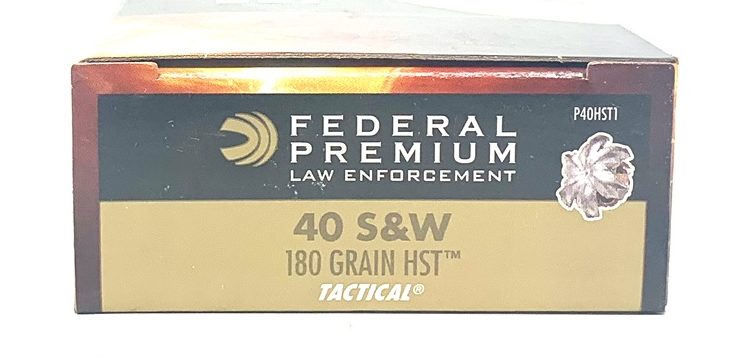 P40HST1
FEDERAL
PREMIUM
LAW ENFORCEMENT
40 S&W
180 GRAIN HST™
TACTICAL®